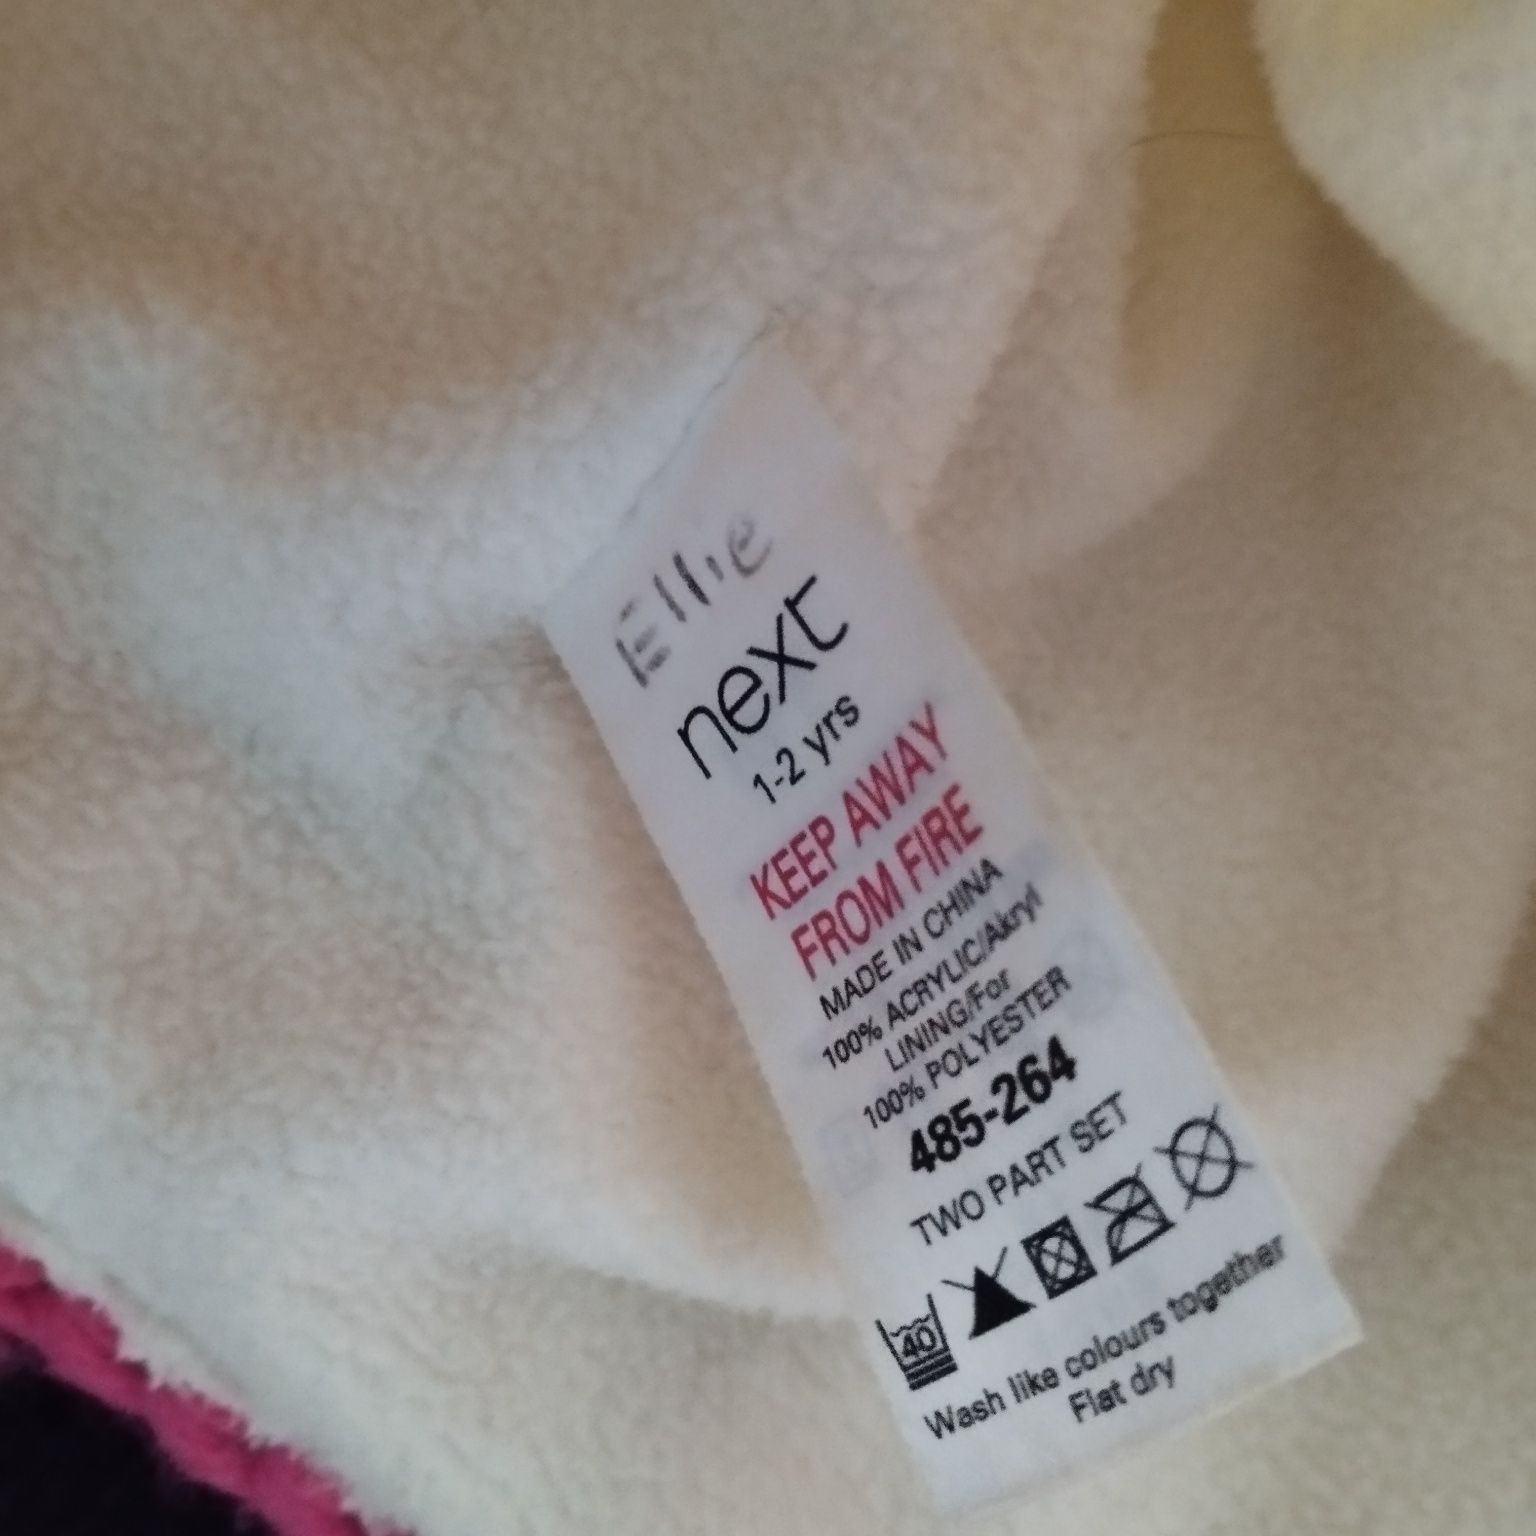 Ellie
next
1-2 yrs
KEEP AWAY
FROM FIRE
MADE IN CHINA
100% ACRYLIC/Akryl
LINING/For
100% POLYESTER
485-264
TWO PART SET
40
Wash like colours together
Flat dry